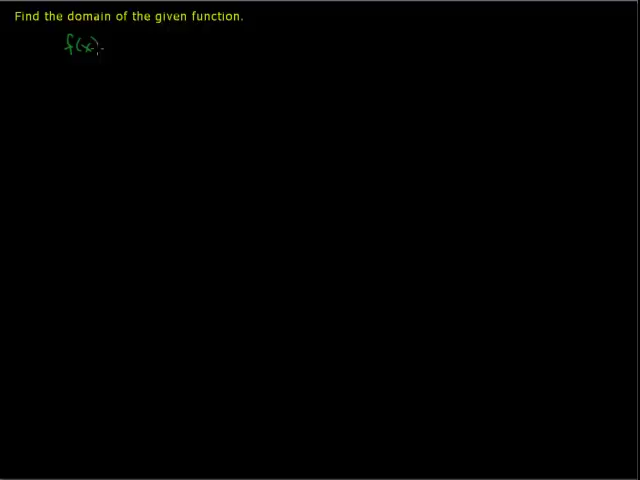 Find the domain of the given function.
f(x)